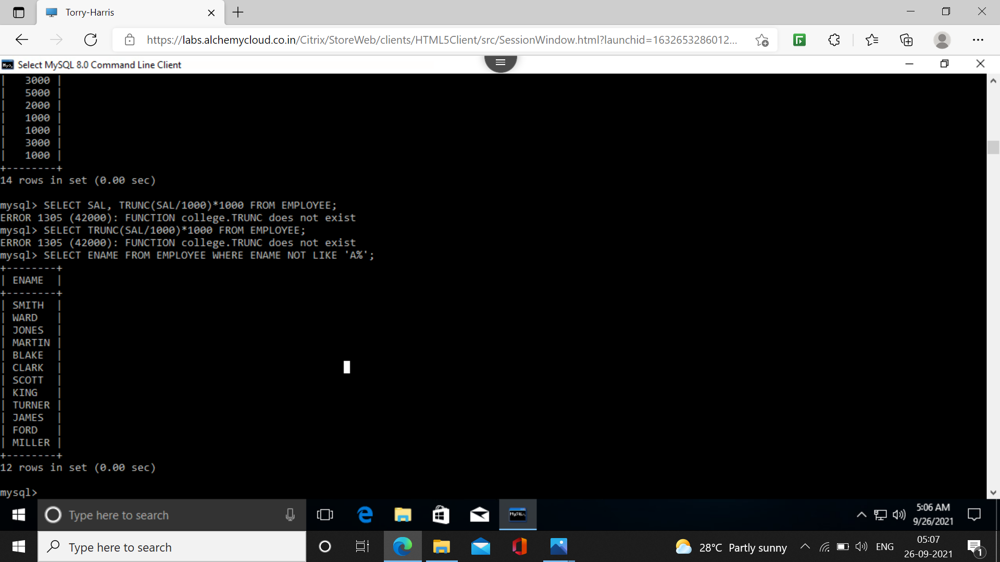 Torry-Harris
https://labs.alchemycloud.co.in/Citrix/StoreWeb/clients/HTML5Client/src/SessionWindow.html?launchid=1632653286012...
Select MySQL 8.0 Command Line Client
| 3000 |
| 5000 |
| 2000 |
| 1000 |
| 1000 |
| 3000 |
| 1000 |
+--------+
14 rows in set (0.00 sec)
mysql> SELECT SAL, TRUNC(SAL/1000)*1000 FROM EMPLOYEE;
ERROR 1305 (42000): FUNCTION college.TRUNC does not exist
mysql> SELECT TRUNC(SAL/1000)*1000 FROM EMPLOYEE;
ERROR 1305 (42000): FUNCTION college.TRUNC does not exist
mysql> SELECT ENAME FROM EMPLOYEE WHERE ENAME NOT LIKE 'A%';
+--------+
| ENAME |
+--------+
| SMITH |
| WARD |
| JONES |
| MARTIN |
| BLAKE |
| CLARK |
| SCOTT |
| KING |
| TURNER |
| JAMES |
| FORD |
| MILLER |
+--------+
12 rows in set (0.00 sec)
mysql>
Type here to search
5:06 AM
9/26/2021
Type here to search
28°C Partly sunny
ENG
05:07
26-09-2021
1